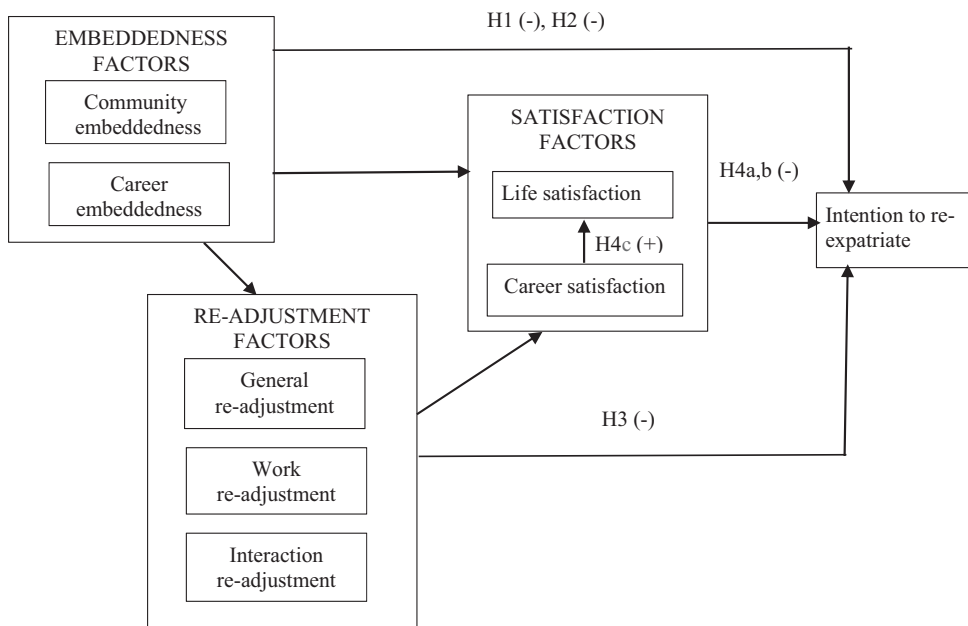 H1 (-), H2 (-)
EMBEDDEDNESS
FACTORS
Community
embeddedness
Career
embeddedness
SATISFACTION
FACTORS
Life satisfaction
H4c (+)
Career satisfaction
H4a,b (-)
Intention to re-
expatriate
RE-ADJUSTMENT
FACTORS
General
re-adjustment
Work
re-adjustment
Interaction
re-adjustment
H3 (-)